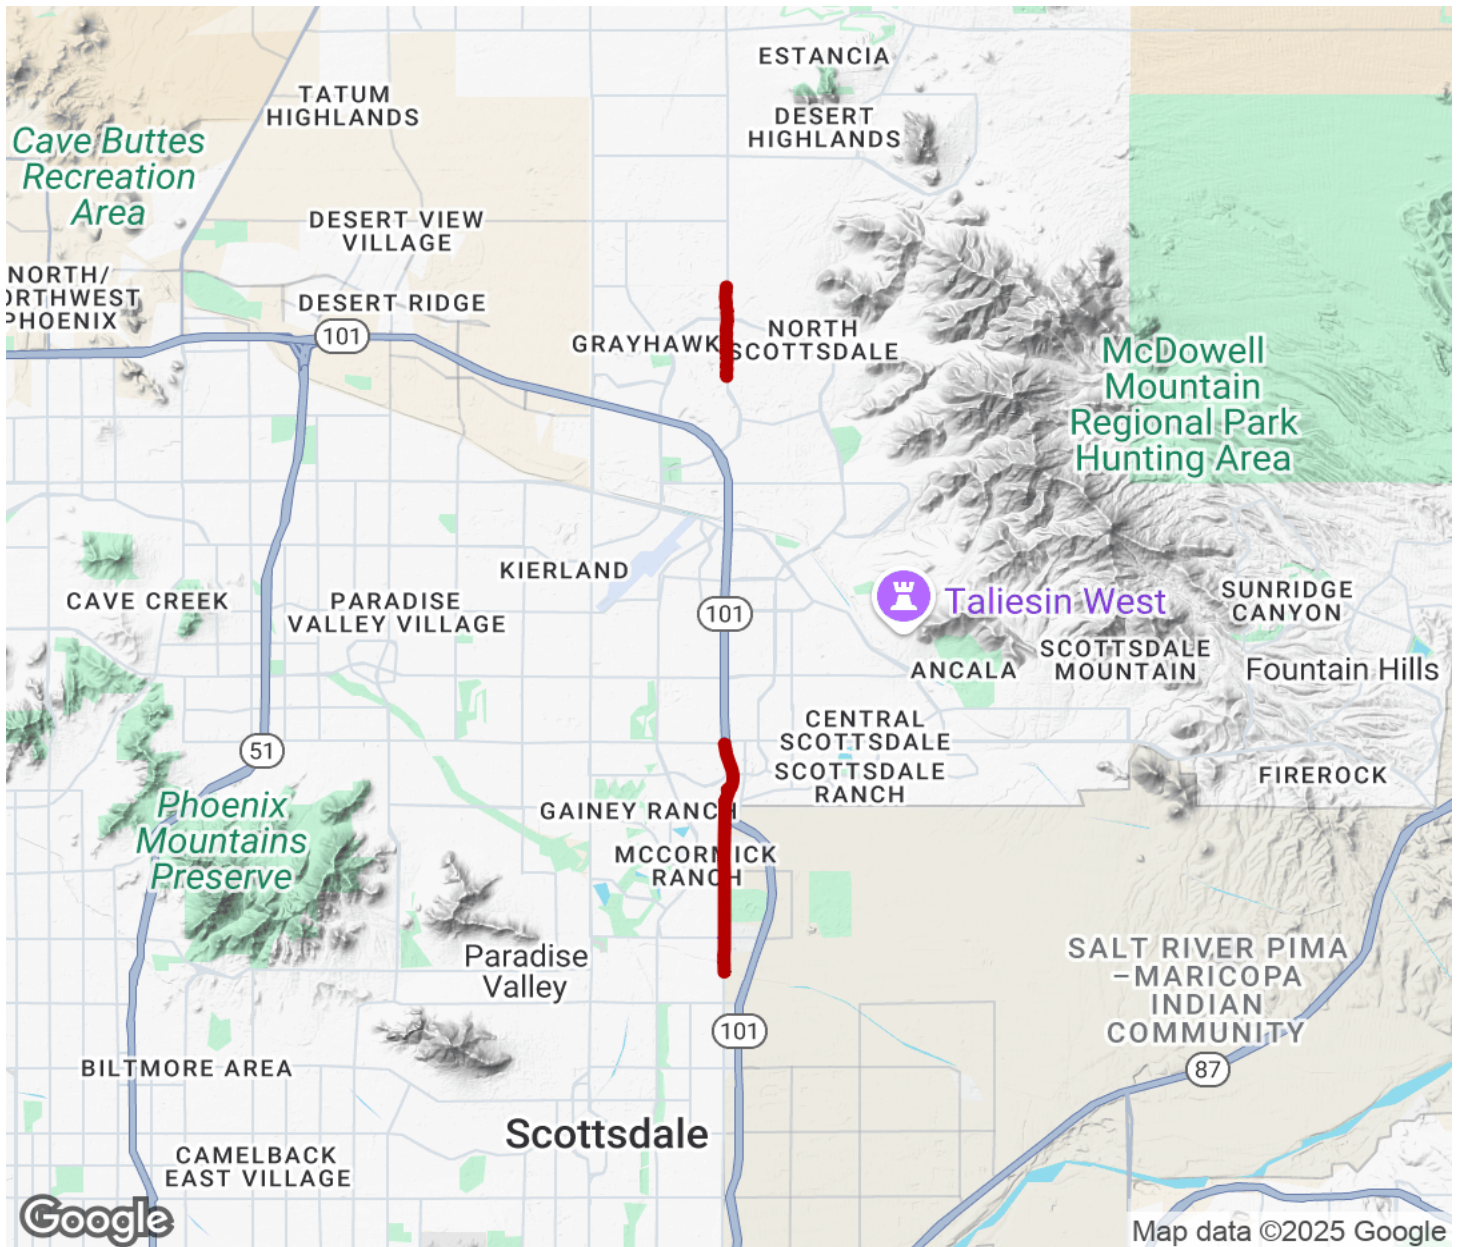 ESTANCIA
TATUM
HIGHLANDS
DESERT
HIGHLANDS
Cave Buttes
Recreation
Area
DESERT VIEW
VILLAGE
NORTH/
ORTHWEST
PHOENIX
DESERT RIDGE
101
GRAYHAWK
NORTH
SCOTTSDALE
McDowell
Mountain
Regional Park
Hunting Area
KIERLAND
CAVE CREEK
PARADISE
VALLEY VILLAGE
101
Taliesin West
SUNRIDGE
CANYON
ANCALA
SCOTTSDALE
MOUNTAIN
Fountain Hills
51
CENTRAL
SCOTTSDALE
SCOTTSDALE
RANCH
FIREROCK
Phoenix
Mountains
Preserve
GAINEY RANCH
MCCORMICK
RANCH
Paradise
Valley
SALT RIVER PIMA
–MARICOPA
INDIAN
COMMUNITY
101
87
BILTMORE AREA
Scottsdale
CAMELBACK
EAST VILLAGE
Google
Map data ©2025 Google